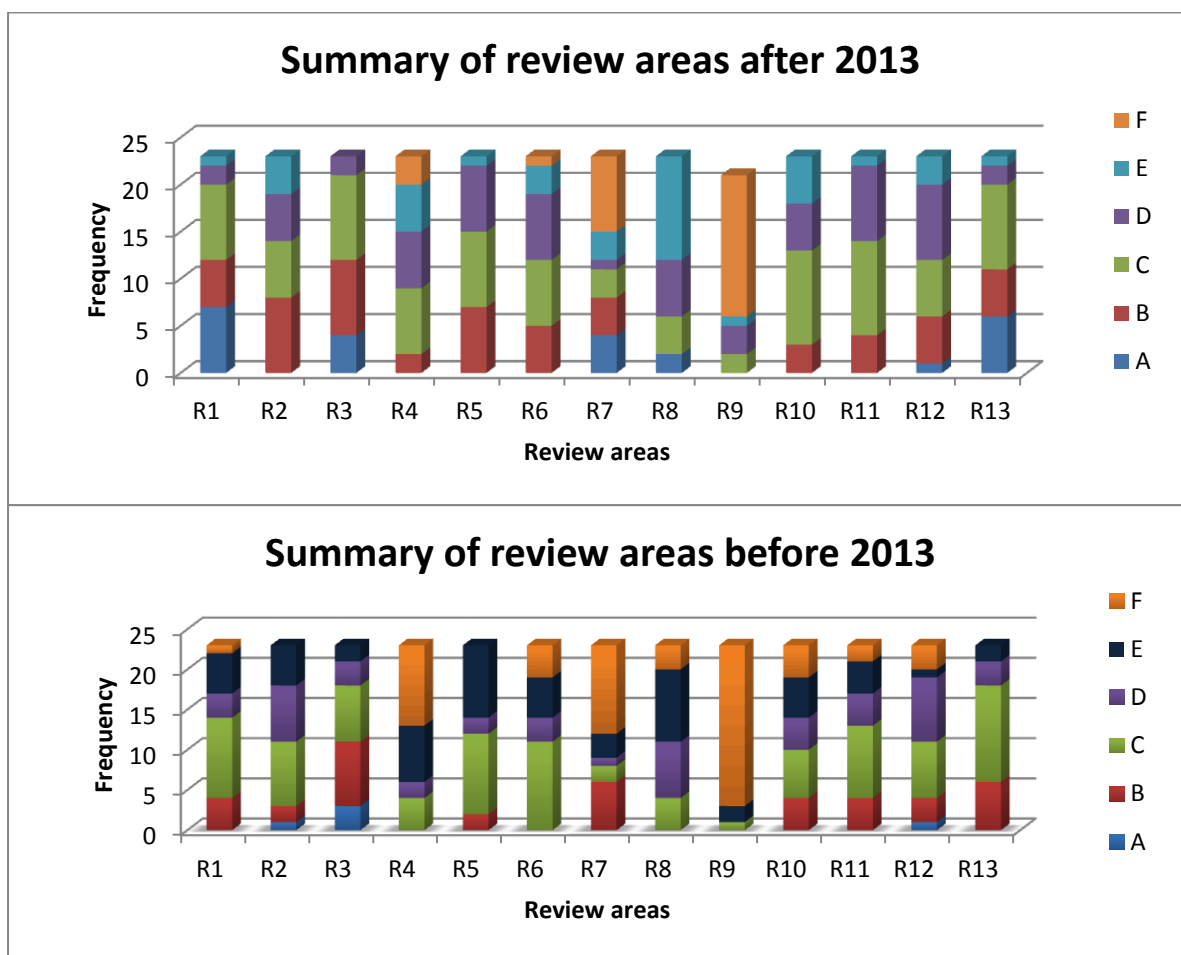 Summary of review areas after 2013
25
20
15
10
5
0
Frequency
R1 R2 R3 R4 R5 R6 R7 R8 R9 R10 R11 R12 R13
Review areas
F
E
D
C
B
A
Summary of review areas before 2013
25
20
15
10
5
0
Frequency
R1 R2 R3 R4 R5 R6 R7 R8 R9 R10 R11 R12 R13
Review areas
F
E
D
C
B
A